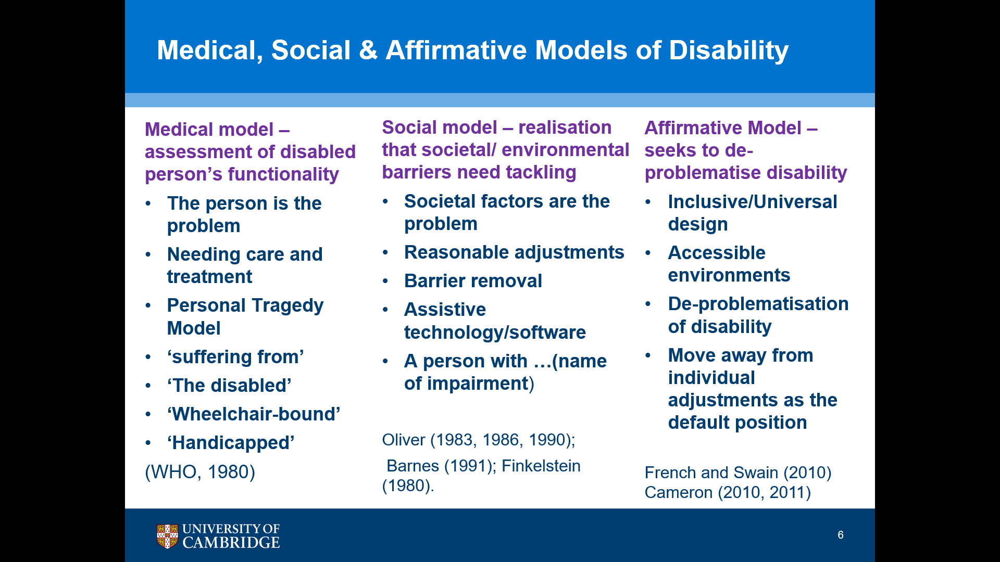 Medical, Social & Affirmative Models of Disability
Medical model –
assessment of disabled
person’s functionality
• The person is the
problem
• Needing care and
treatment
• Personal Tragedy
Model
• ‘suffering from’
• ‘The disabled’
• ‘Wheelchair-bound’
• ‘Handicapped’
(WHO, 1980)
Social model – realisation
that societal/ environmental
barriers need tackling
• Societal factors are the
problem
• Reasonable adjustments
• Barrier removal
• Assistive
technology/software
• A person with …(name
of impairment)
Oliver (1983, 1986, 1990);
Barnes (1991); Finkelstein
(1980).
Affirmative Model –
seeks to de-
problematise disability
• Inclusive/Universal
design
• Accessible
environments
• De-problematisation
of disability
• Move away from
individual
adjustments as the
default position
French and Swain (2010)
Cameron (2010, 2011)
UNIVERSITY OF
CAMBRIDGE
6